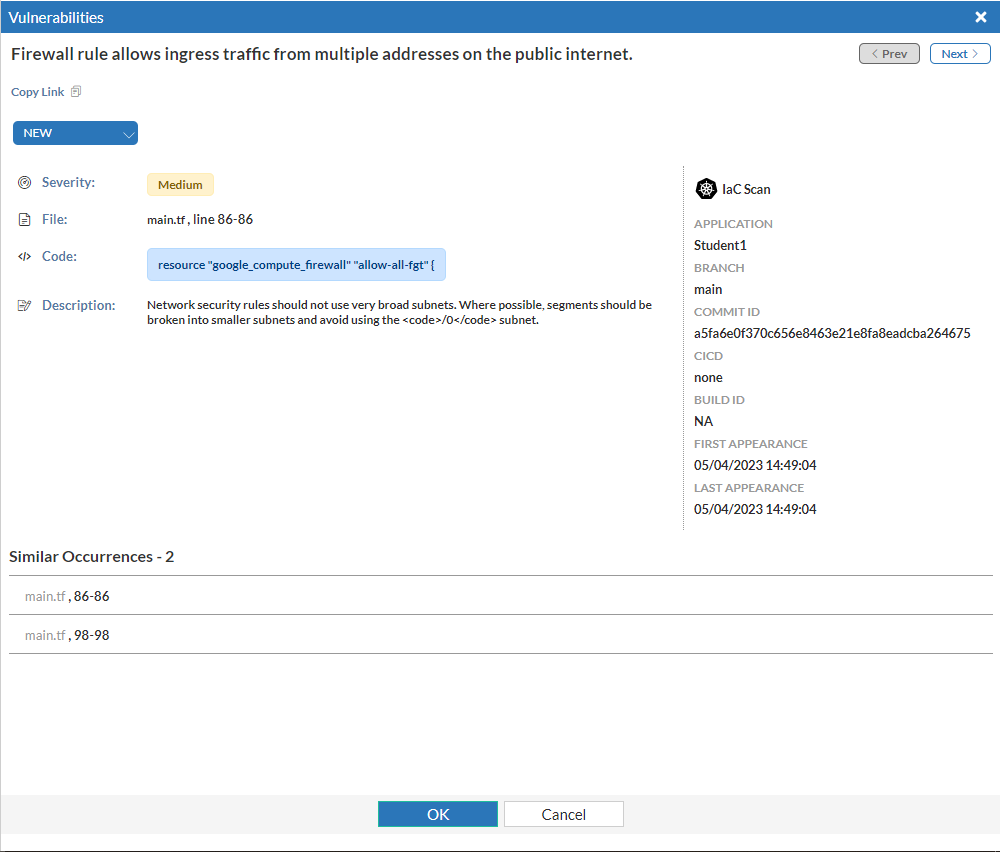 Vulnerabilities
Firewall rule allows ingress traffic from multiple addresses on the public internet.
Prev
Next
Copy Link
NEW
Severity:
Medium
File:
main.tf , line 86-86
Code:
resource "google_compute_firewall" "allow-all-fgt" {
Description:
Network security rules should not use very broad subnets. Where possible, segments should be
broken into smaller subnets and avoid using the <code>/0</code> subnet.
IaC Scan
APPLICATION
Student1
BRANCH
main
COMMIT ID
a5fa6e0f370c656e8463e21e8fa8eadcba264675
CICD
none
BUILD ID
NA
FIRST APPEARANCE
05/04/2023 14:49:04
LAST APPEARANCE
05/04/2023 14:49:04
Similar Occurrences - 2
main.tf , 86-86
main.tf , 98-98
OK
Cancel